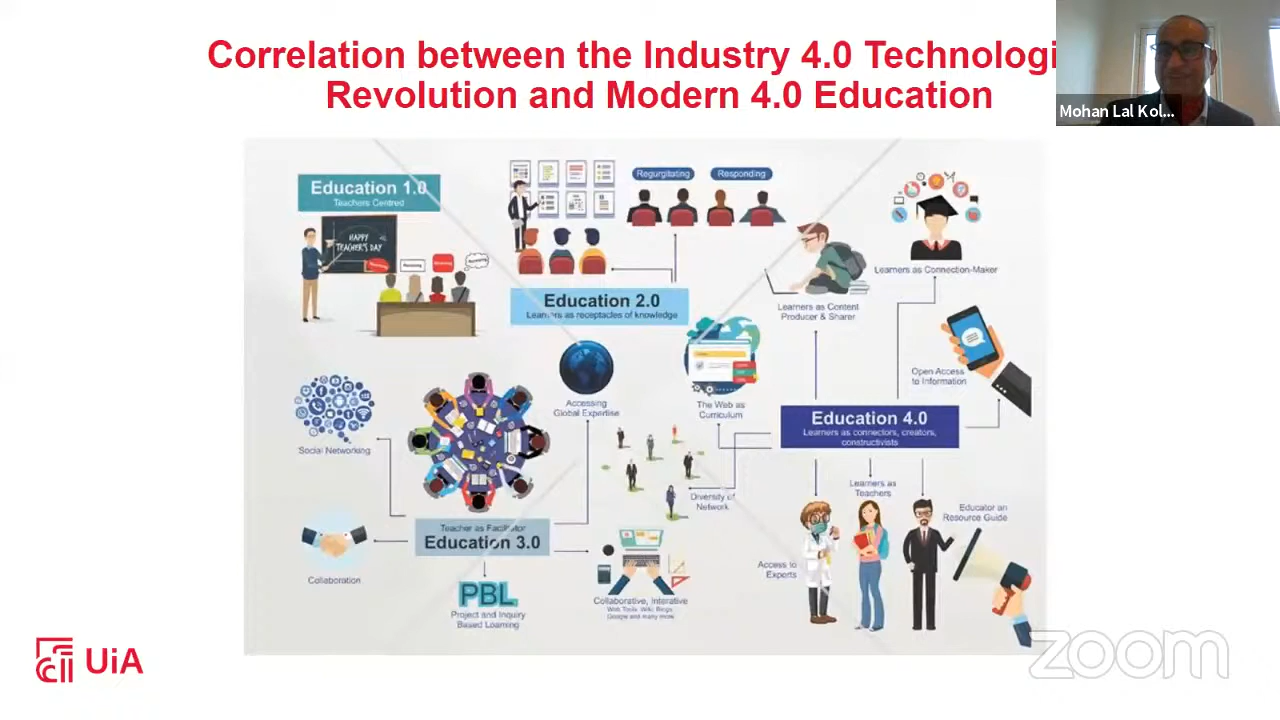 Correlation between the Industry 4.0 Technologi
Revolution and Modern 4.0 Education
Mohan Lal Kol...
Education 1.0
Teachers Centred
HAPPY
TEACHER'S DAY
Regurgitating
Responding
Education 2.0
Learners as receptacles of knowledge
Learners as Content
Producer & Sharer
Learners as Connection-Maker
Open Access
to Information
Accessing
Global Expertise
The Web as
Curriculum
Education 4.0
Learners as connectors, creators,
constructivists
Social Networking
Diversity of
Network
Learners as
Teachers
Educator an
Resource Guide
Access to
Experts
Teacher as Facilitator
Education 3.0
Collaboration
PBL
Project and Inquiry
Based Learning
Collaborative, Interative
Web Tools, Wiki Blogs
Google and many more
UiA
zoom